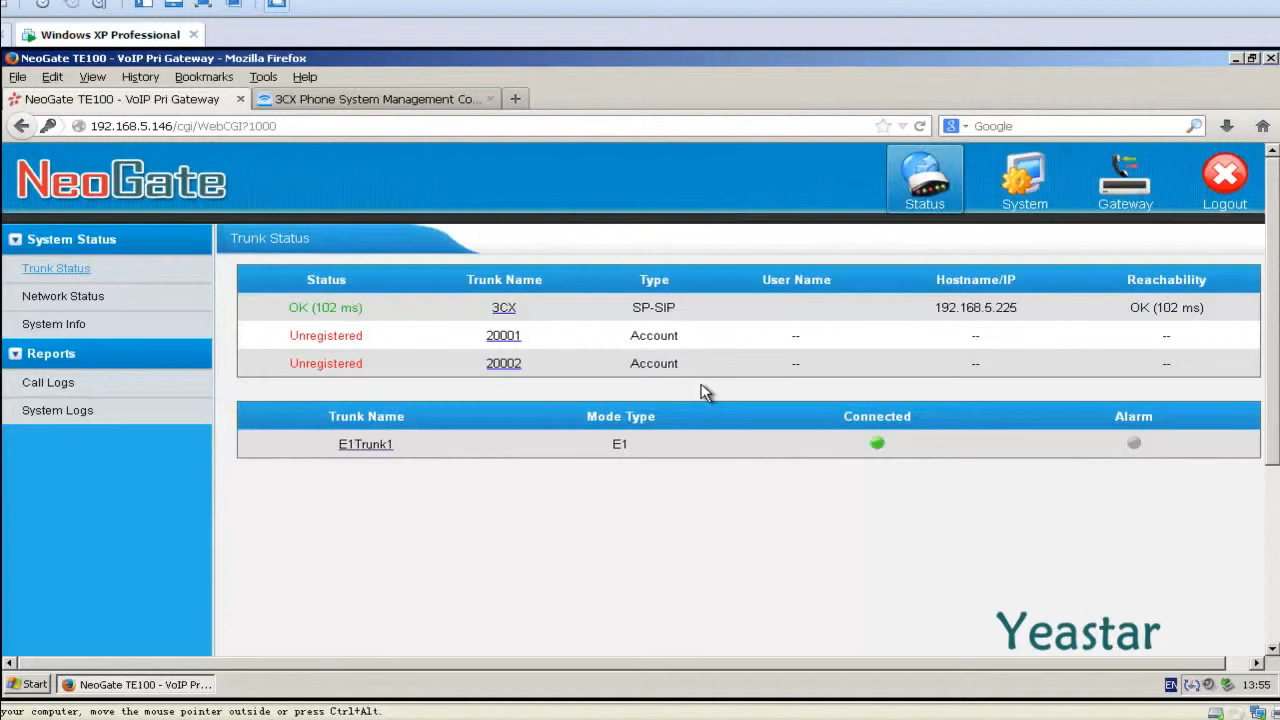 Windows XP Professional
NeoGate TE100 - VoIP Pri Gateway - Mozilla Firefox
File Edit View History Bookmarks Tools Help
NeoGate TE100 - VoIP Pri Gateway 3CX Phone System Management Co...
192.168.5.146/cgi/WebCGI?1000 Google
NeoGate
Status System Gateway Logout
System Status
Trunk Status
Network Status
System Info
Reports
Call Logs
System Logs
Trunk Status
Status Trunk Name Type User Name Hostname/IP Reachability
OK (102 ms) 3CX SP-SIP 192.168.5.225 OK (102 ms)
Unregistered 20001 Account -- -- --
Unregistered 20002 Account -- -- --
Trunk Name Mode Type Connected Alarm
E1Trunk1 E1
Yeastar
Start NeoGate TE100 - VoIP Pr... EN 13:55
your computer, move the mouse pointer outside or press Ctrl+Alt.